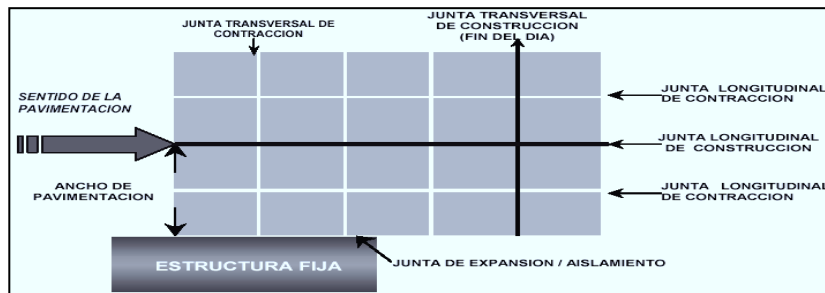 JUNTA TRANSVERSAL DE
CONTRACCION
JUNTA TRANSVERSAL
DE CONSTRUCCION
(FIN DEL DIA)
SENTIDO DE LA
PAVIMENTACION
JUNTA LONGITUDINAL
DE CONTRACCION
JUNTA LONGITUDINAL
DE CONSTRUCCION
ANCHO DE
PAVIMENTACION
JUNTA LONGITUDINAL
DE CONTRACCION
ESTRUCTURA FIJA
JUNTA DE EXPANSION / AISLAMIENTO